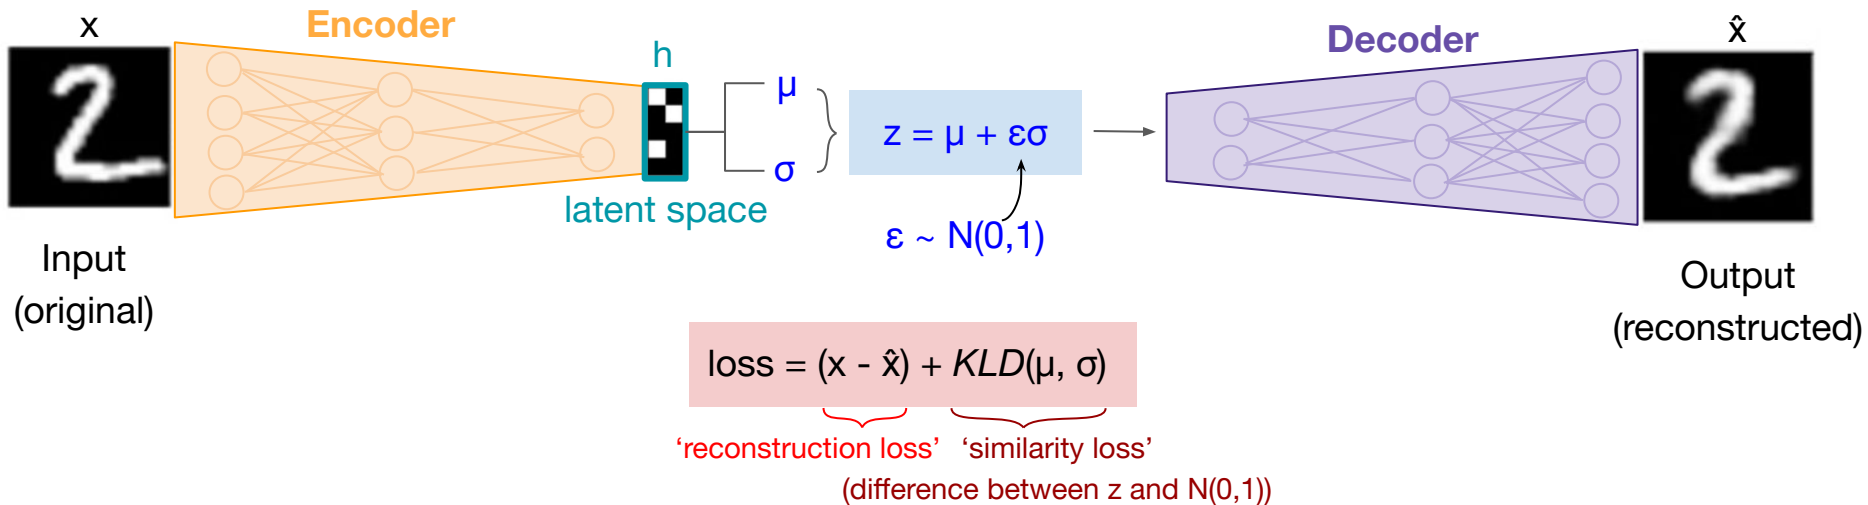 x
Encoder
h
μ
σ
latent space
z = μ + εσ
ε ~ N(0,1)
Decoder
x̂
Input
(original)
Output
(reconstructed)
loss = (x - x̂) + KLD(μ, σ)
‘reconstruction loss’
‘similarity loss’
(difference between z and N(0,1))